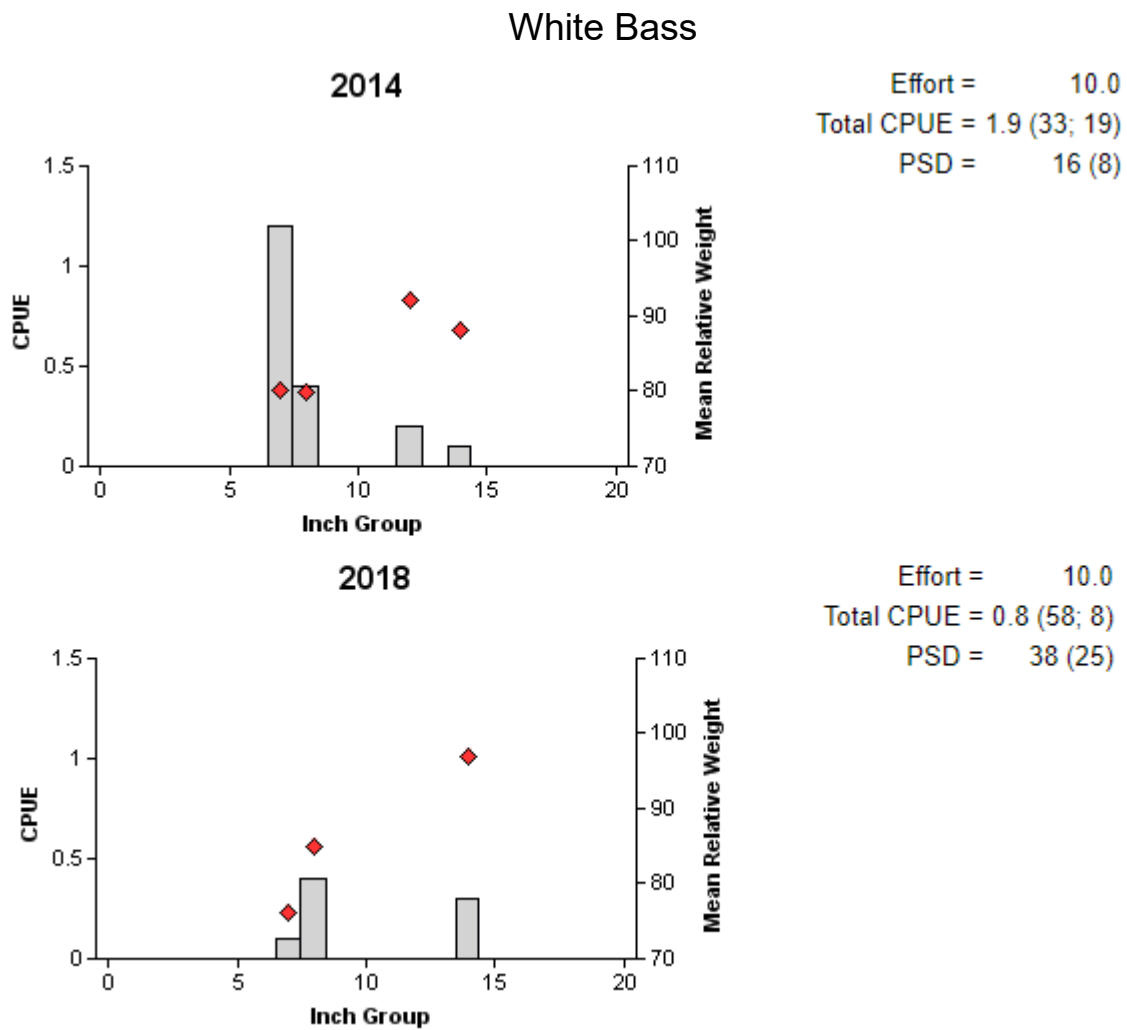 White Bass
2014
Effort = 10.0
Total CPUE = 1.9 (33; 19)
PSD = 16 (8)
1.5
1
0.5
0
CPUE
110
100
90
80
70
Mean Relative Weight
0 5 10 15 20
Inch Group
2018
Effort = 10.0
Total CPUE = 0.8 (58; 8)
PSD = 38 (25)
1.5
1
0.5
0
CPUE
110
100
90
80
70
Mean Relative Weight
0 5 10 15 20
Inch Group